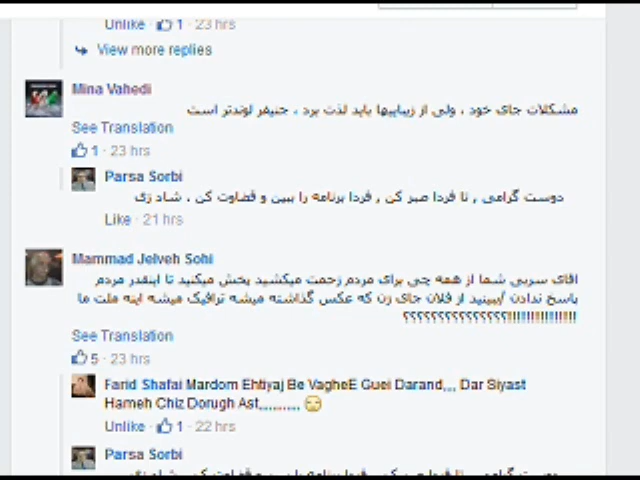 Unlike · 1 · 23 hrs
View more replies
Mina Vahedi
مشکلات جای خود ، ولی از زیباییها باید لذت برد ، جنیفر لوندتر است
See Translation
1 · 23 hrs
Parsa Sorbi
دوست گرامی , تا فردا صبر کن , فردا برنامه را ببین و قضاوت کن ، شاد زی
Like · 21 hrs
Mammad Jelveh Sohi
اقای سربی شما از همه چی برای مردم زحمت میکشید پخش میکنید تا اینقدر مردم
پاسخ ندادن /ببینید از فلان جای زن که عکس گذاشته میشه ترافیک میشه اینه ملت ما
!!!!!!!!!!!!!!!؟؟؟؟؟؟؟؟؟؟؟؟؟؟؟
See Translation
5 · 23 hrs
Farid Shafai Mardom Ehtiyaj Be VagheE Guei Darand,,, Dar Siyast
Hameh Chiz Dorugh Ast,,,,,,,,,,
Unlike · 1 · 22 hrs
Parsa Sorbi